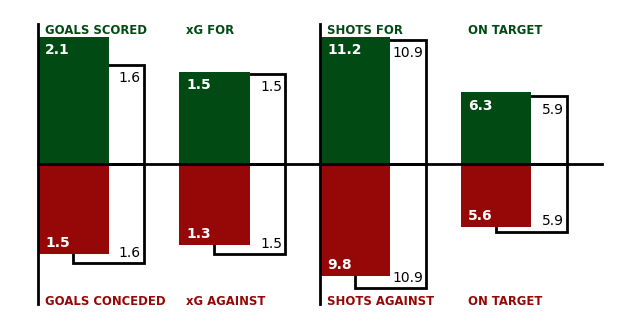 GOALS SCORED xG FOR SHOTS FOR ON TARGET
2.1 1.6 1.5 1.5 11.2 10.9 6.3 5.9
1.5 1.6 1.3 1.5 9.8 10.9 5.6 5.9
GOALS CONCEDED xG AGAINST SHOTS AGAINST ON TARGET